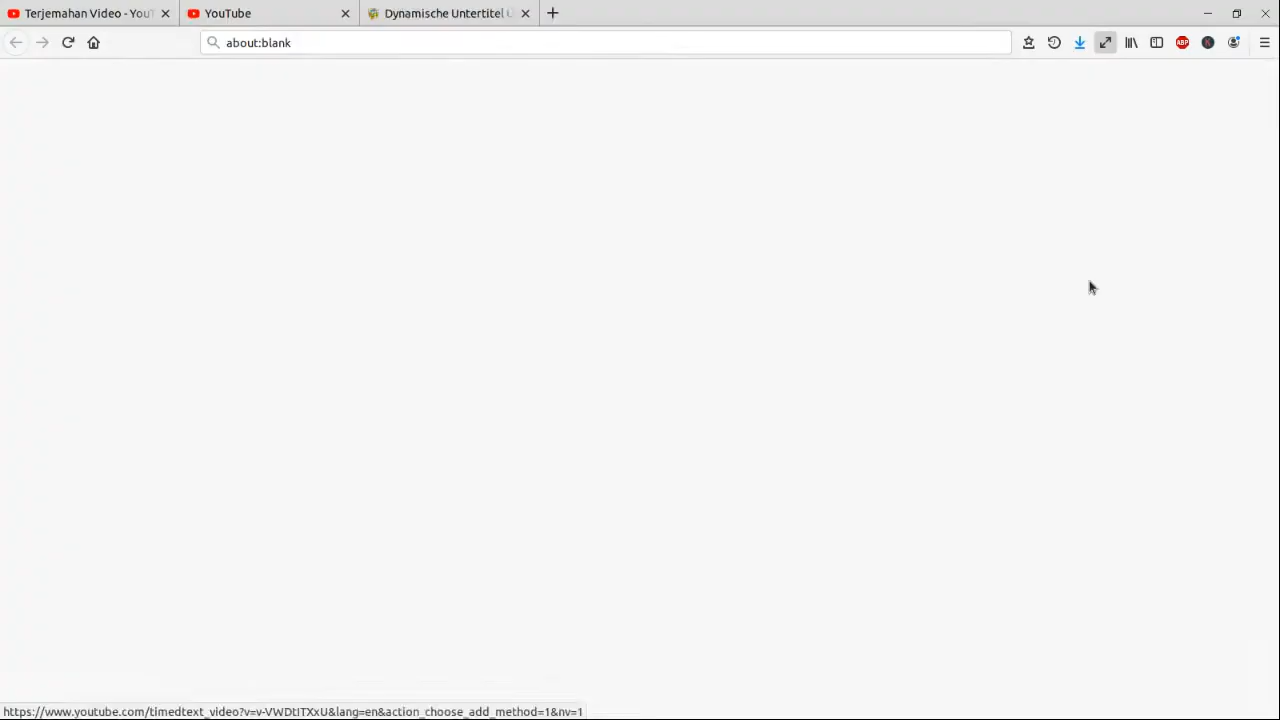 Terjemahan Video - YouT
YouTube
Dynamische Untertitel Ü
about:blank
ABP
K
https://www.youtube.com/timedtext_video?v=v-VWDtITXxU&lang=en&action_choose_add_method=1&nv=1